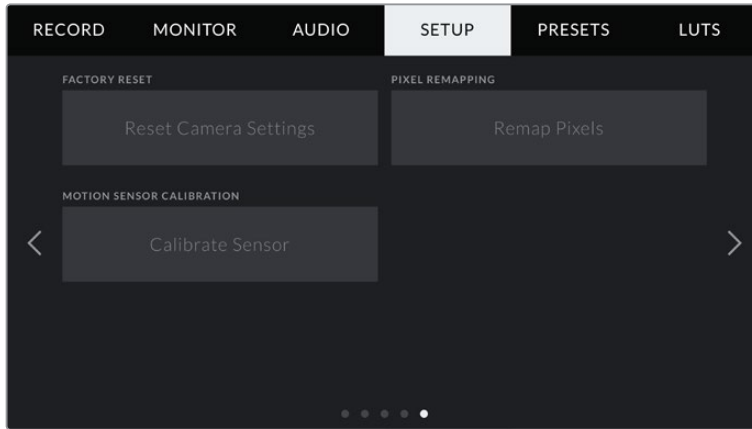 RECORD MONITOR AUDIO SETUP PRESETS LUTS
FACTORY RESET PIXEL REMAPPING
Reset Camera Settings Remap Pixels
MOTION SENSOR CALIBRATION
Calibrate Sensor